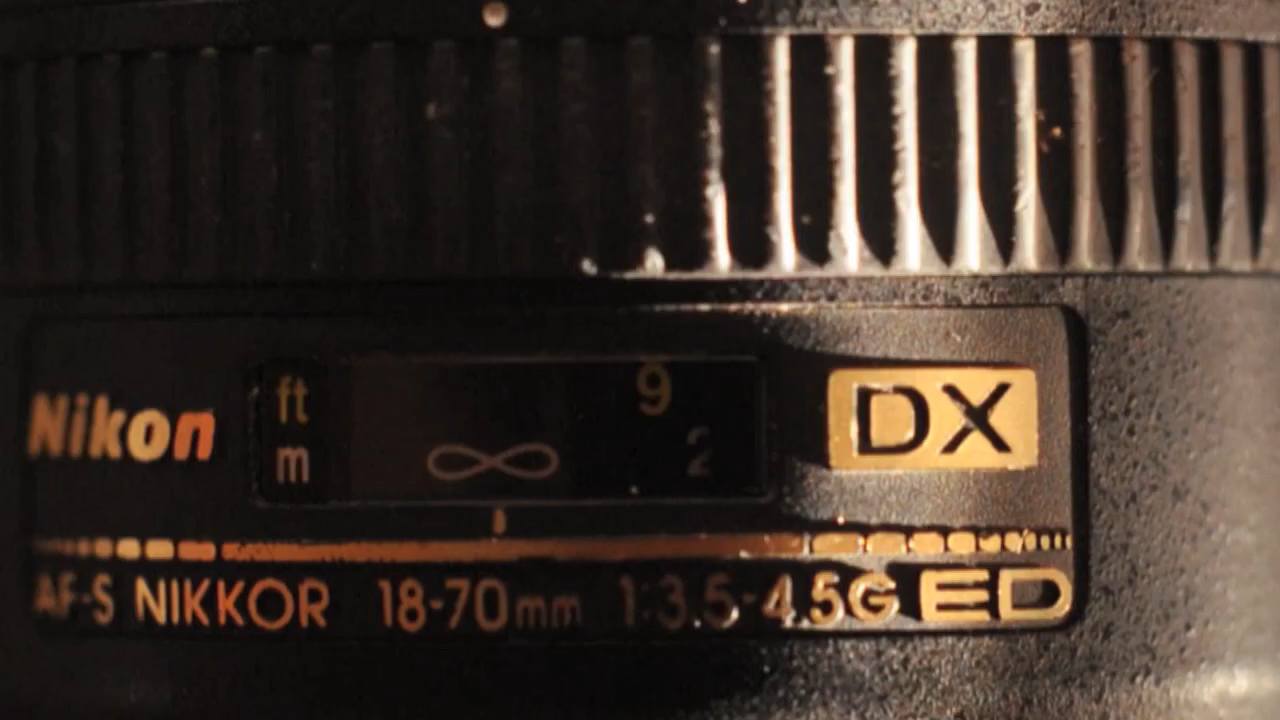 Nikon
ft 9
m ∞ 2
DX
AF-S NIKKOR 18-70mm 1:3.5-4.5G ED